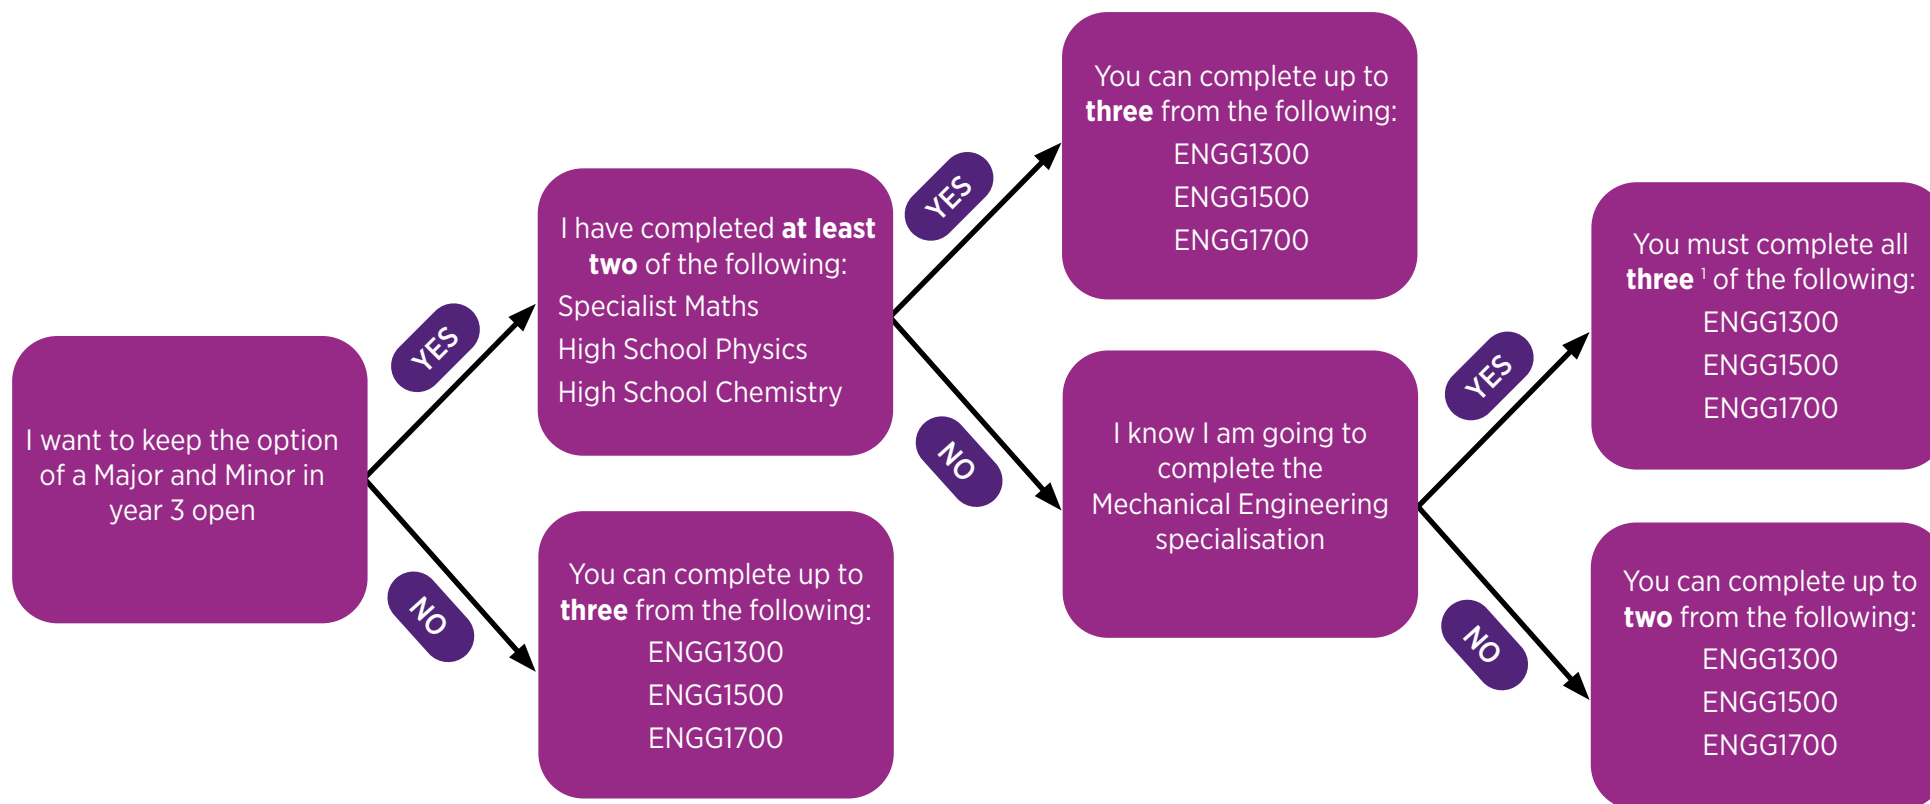 I want to keep the option
of a Major and Minor in
year 3 open
YES
NO
I have completed at least
two of the following:
Specialist Maths
High School Physics
High School Chemistry
You can complete up to
three from the following:
ENGG1300
ENGG1500
ENGG1700
YES
NO
You can complete up to
three from the following:
ENGG1300
ENGG1500
ENGG1700
I know I am going to
complete the
Mechanical Engineering
specialisation
YES
NO
You must complete all
three ¹ of the following:
ENGG1300
ENGG1500
ENGG1700
You can complete up to
two from the following:
ENGG1300
ENGG1500
ENGG1700